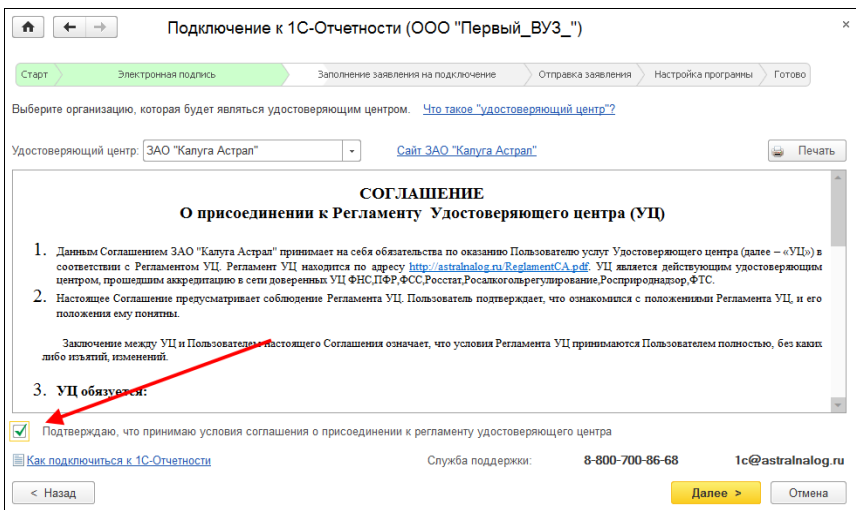 Подключение к 1С-Отчетности (ООО "Первый_ВУЗ_")
Старт Электронная подпись Заполнение заявления на подключение Отправка заявления Настройка программы Готово
Выберите организацию, которая будет являться удостоверяющим центром. Что такое "удостоверяющий центр"?
Удостоверяющий центр: ЗАО "Калуга Астрал" Сайт ЗАО "Калуга Астрал" Печать
СОГЛАШЕНИЕ
О присоединении к Регламенту Удостоверяющего центра (УЦ)
1. Данным Соглашением ЗАО "Калуга Астрал" принимает на себя обязательства по оказанию Пользователю услуг Удостоверяющего центра (далее – «УЦ») в
соответствии с Регламентом УЦ. Регламент УЦ находится по адресу http://astralnalog.ru/ReglamentCA.pdf. УЦ является действующим удостоверяющим
центром, прошедшим аккредитацию в сети доверенных УЦ ФНС,ПФР,ФСС,Росстат,Росалкогольрегулирование,Росприроднадзор,ФТС.
2. Настоящее Соглашение предусматривает соблюдение Регламента УЦ. Пользователь подтверждает, что ознакомился с положениями Регламента УЦ, и его
положения ему понятны.
Заключение между УЦ и Пользователем настоящего Соглашения означает, что условия Регламента УЦ принимаются Пользователем полностью, без каких
либо изъятий, изменений.
3. УЦ обязуется:
Подтверждаю, что принимаю условия соглашения о присоединении к регламенту удостоверяющего центра
Как подключиться к 1С-Отчетности Служба поддержки: 8-800-700-86-68 1c@astralnalog.ru
< Назад Далее > Отмена